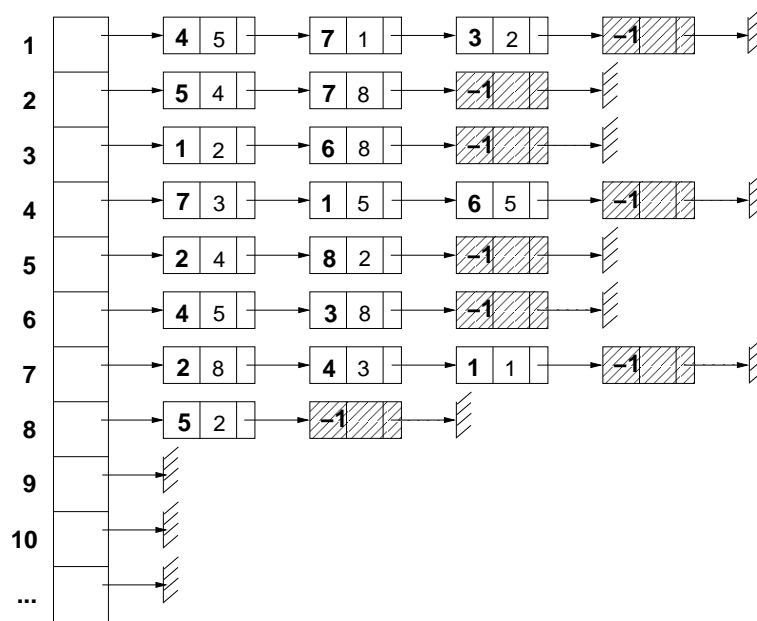 1 4 5 7 1 3 2 –1
2 5 4 7 8 –1
3 1 2 6 8 –1
4 7 3 1 5 6 5 –1
5 2 4 8 2 –1
6 4 5 3 8 –1
7 2 8 4 3 1 1 –1
8 5 2 –1
9
10
...